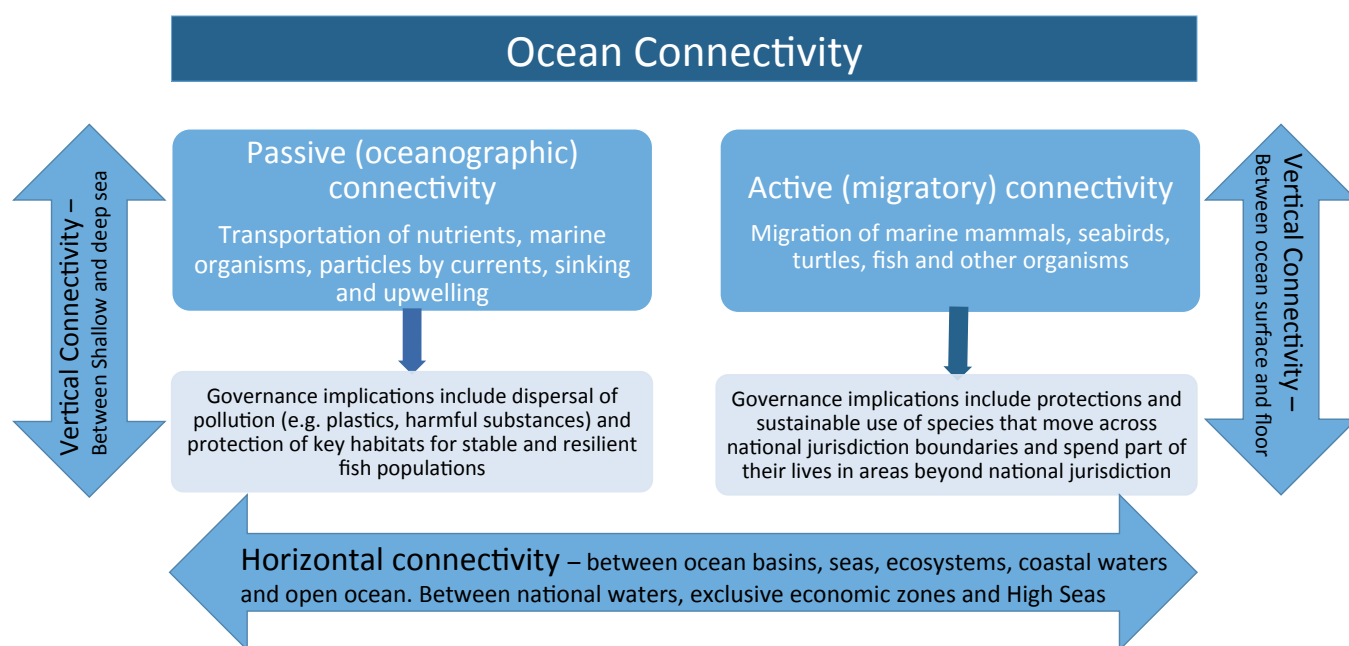 Ocean Connectivity
Vertical Connectivity –
Between Shallow and deep sea
Passive (oceanographic)
connectivity
Transportation of nutrients, marine
organisms, particles by currents, sinking
and upwelling
Active (migratory) connectivity
Migration of marine mammals, seabirds,
turtles, fish and other organisms
Vertical Connectivity –
Between ocean surface and floor
Governance implications include dispersal of
pollution (e.g. plastics, harmful substances) and
protection of key habitats for stable and resilient
fish populations
Governance implications include protections and
sustainable use of species that move across
national jurisdiction boundaries and spend part of
their lives in areas beyond national jurisdiction
Horizontal connectivity – between ocean basins, seas, ecosystems, coastal waters
and open ocean. Between national waters, exclusive economic zones and High Seas